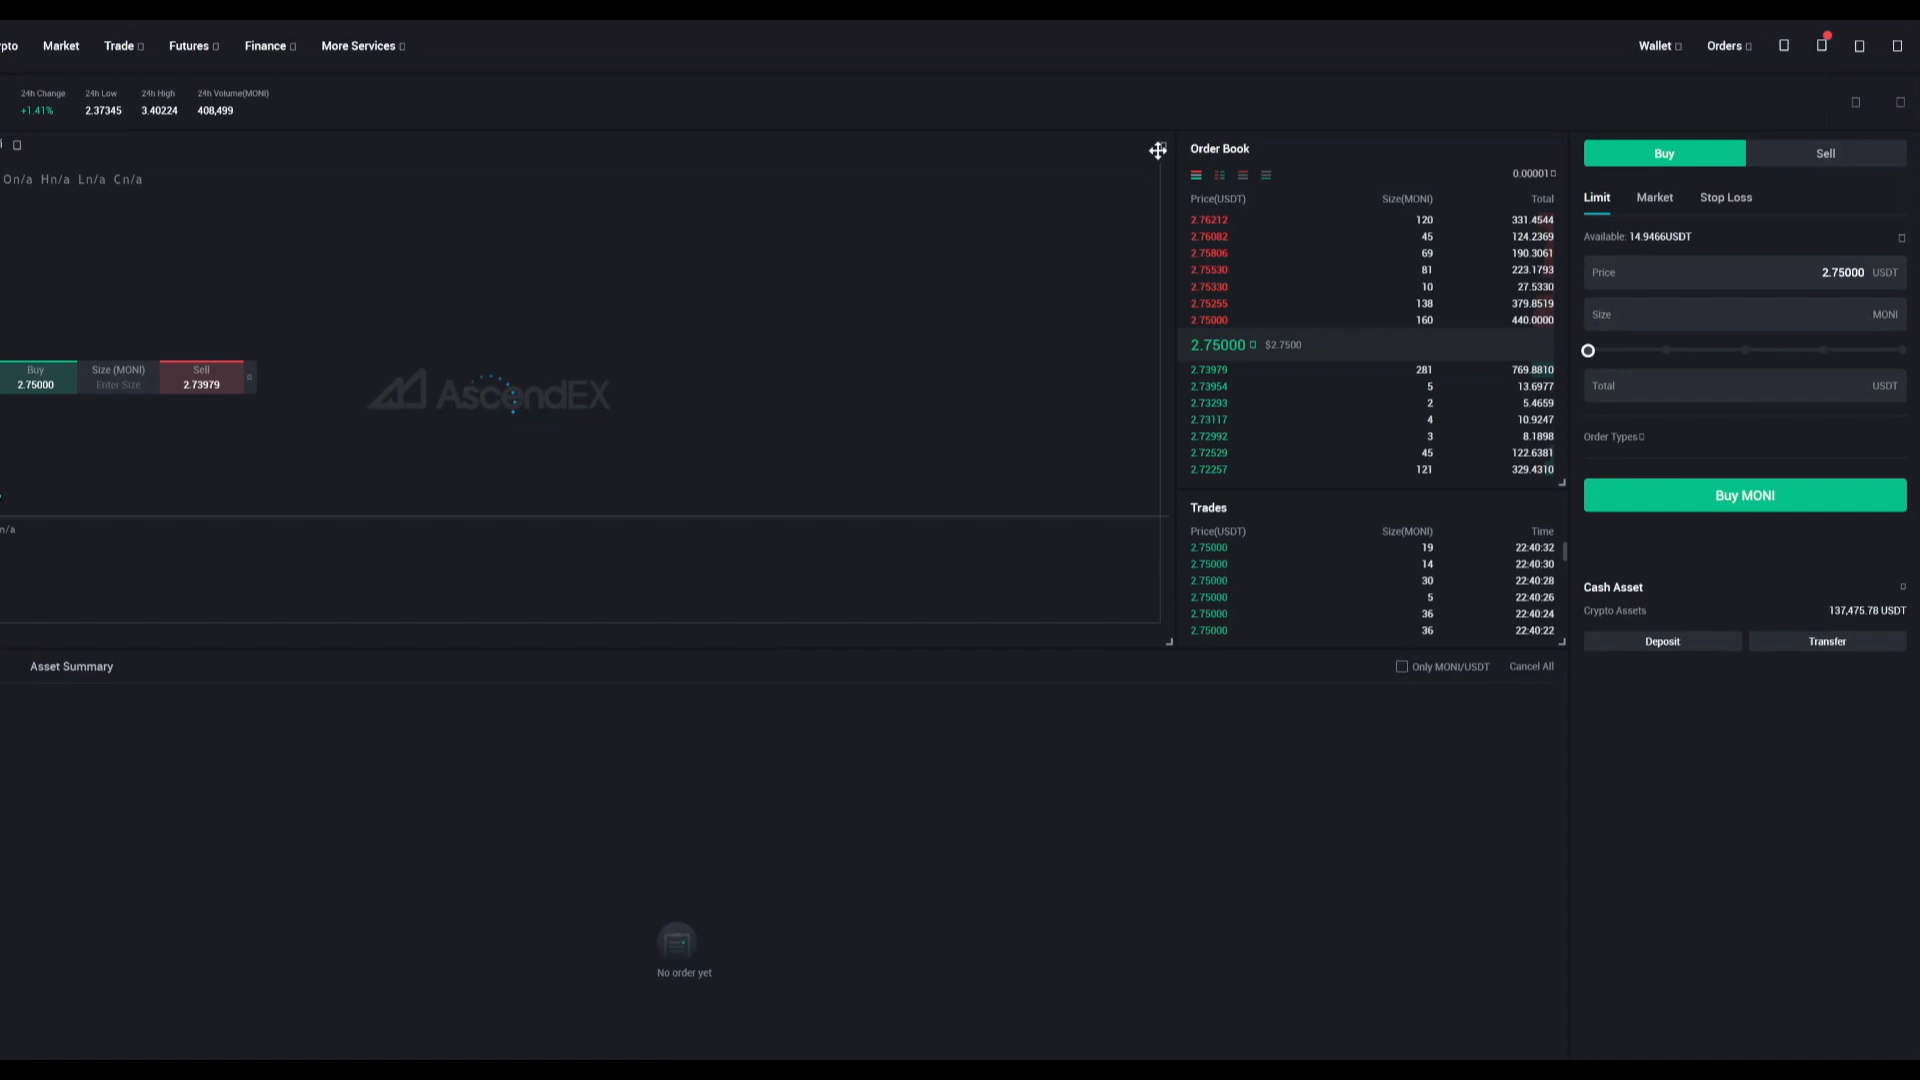 pto Market Trade Futures Finance More Services Wallet Orders
24h Change 24h Low 24h High 24h Volume(MONI)
+1.41% 2.37345 3.40224 408,499
On/a Hn/a Ln/a Cn/a
Buy Size (MONI) Sell
2.75000 Enter Size 2.73979
AscendEX
n/a
Order Book
0.00001
Price(USDT) Size(MONI) Total
2.76212 120 331.4544
2.76082 45 124.2369
2.75806 69 190.3061
2.75530 81 223.1793
2.75330 10 27.5330
2.75255 138 379.8519
2.75000 160 440.0000
2.75000 $2.7500
2.73979 281 769.8810
2.73954 5 13.6977
2.73293 2 5.4659
2.73117 4 10.9247
2.72992 3 8.1898
2.72529 45 122.6381
2.72257 121 329.4310
Trades
Price(USDT) Size(MONI) Time
2.75000 19 22:40:32
2.75000 14 22:40:30
2.75000 30 22:40:28
2.75000 5 22:40:26
2.75000 36 22:40:24
2.75000 36 22:40:22
Buy Sell
Limit Market Stop Loss
Available: 14.9466USDT
Price 2.75000 USDT
Size MONI
Total USDT
Order Types
Buy MONI
Cash Asset
Crypto Assets 137,475.78 USDT
Deposit Transfer
Asset Summary Only MONI/USDT Cancel All
No order yet